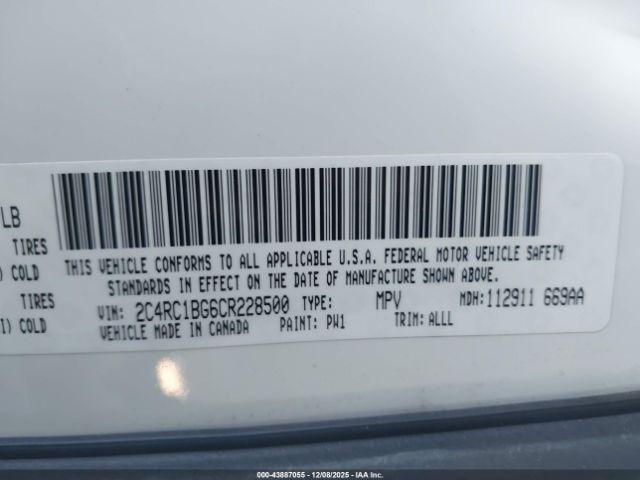 LB
TIRES
) COLD
TIRES
I) COLD
THIS VEHICLE CONFORMS TO ALL APPLICABLE U.S.A. FEDERAL MOTOR VEHICLE SAFETY
STANDARDS IN EFFECT ON THE DATE OF MANUFACTURE SHOWN ABOVE.
VIN: 2C4RC1BG6CR228500 TYPE: MPV MDH: 112911 669AA
VEHICLE MADE IN CANADA PAINT: PW1 TRIM: ALLL
00-43887055 - 12/08/2025 - IAA Inc.